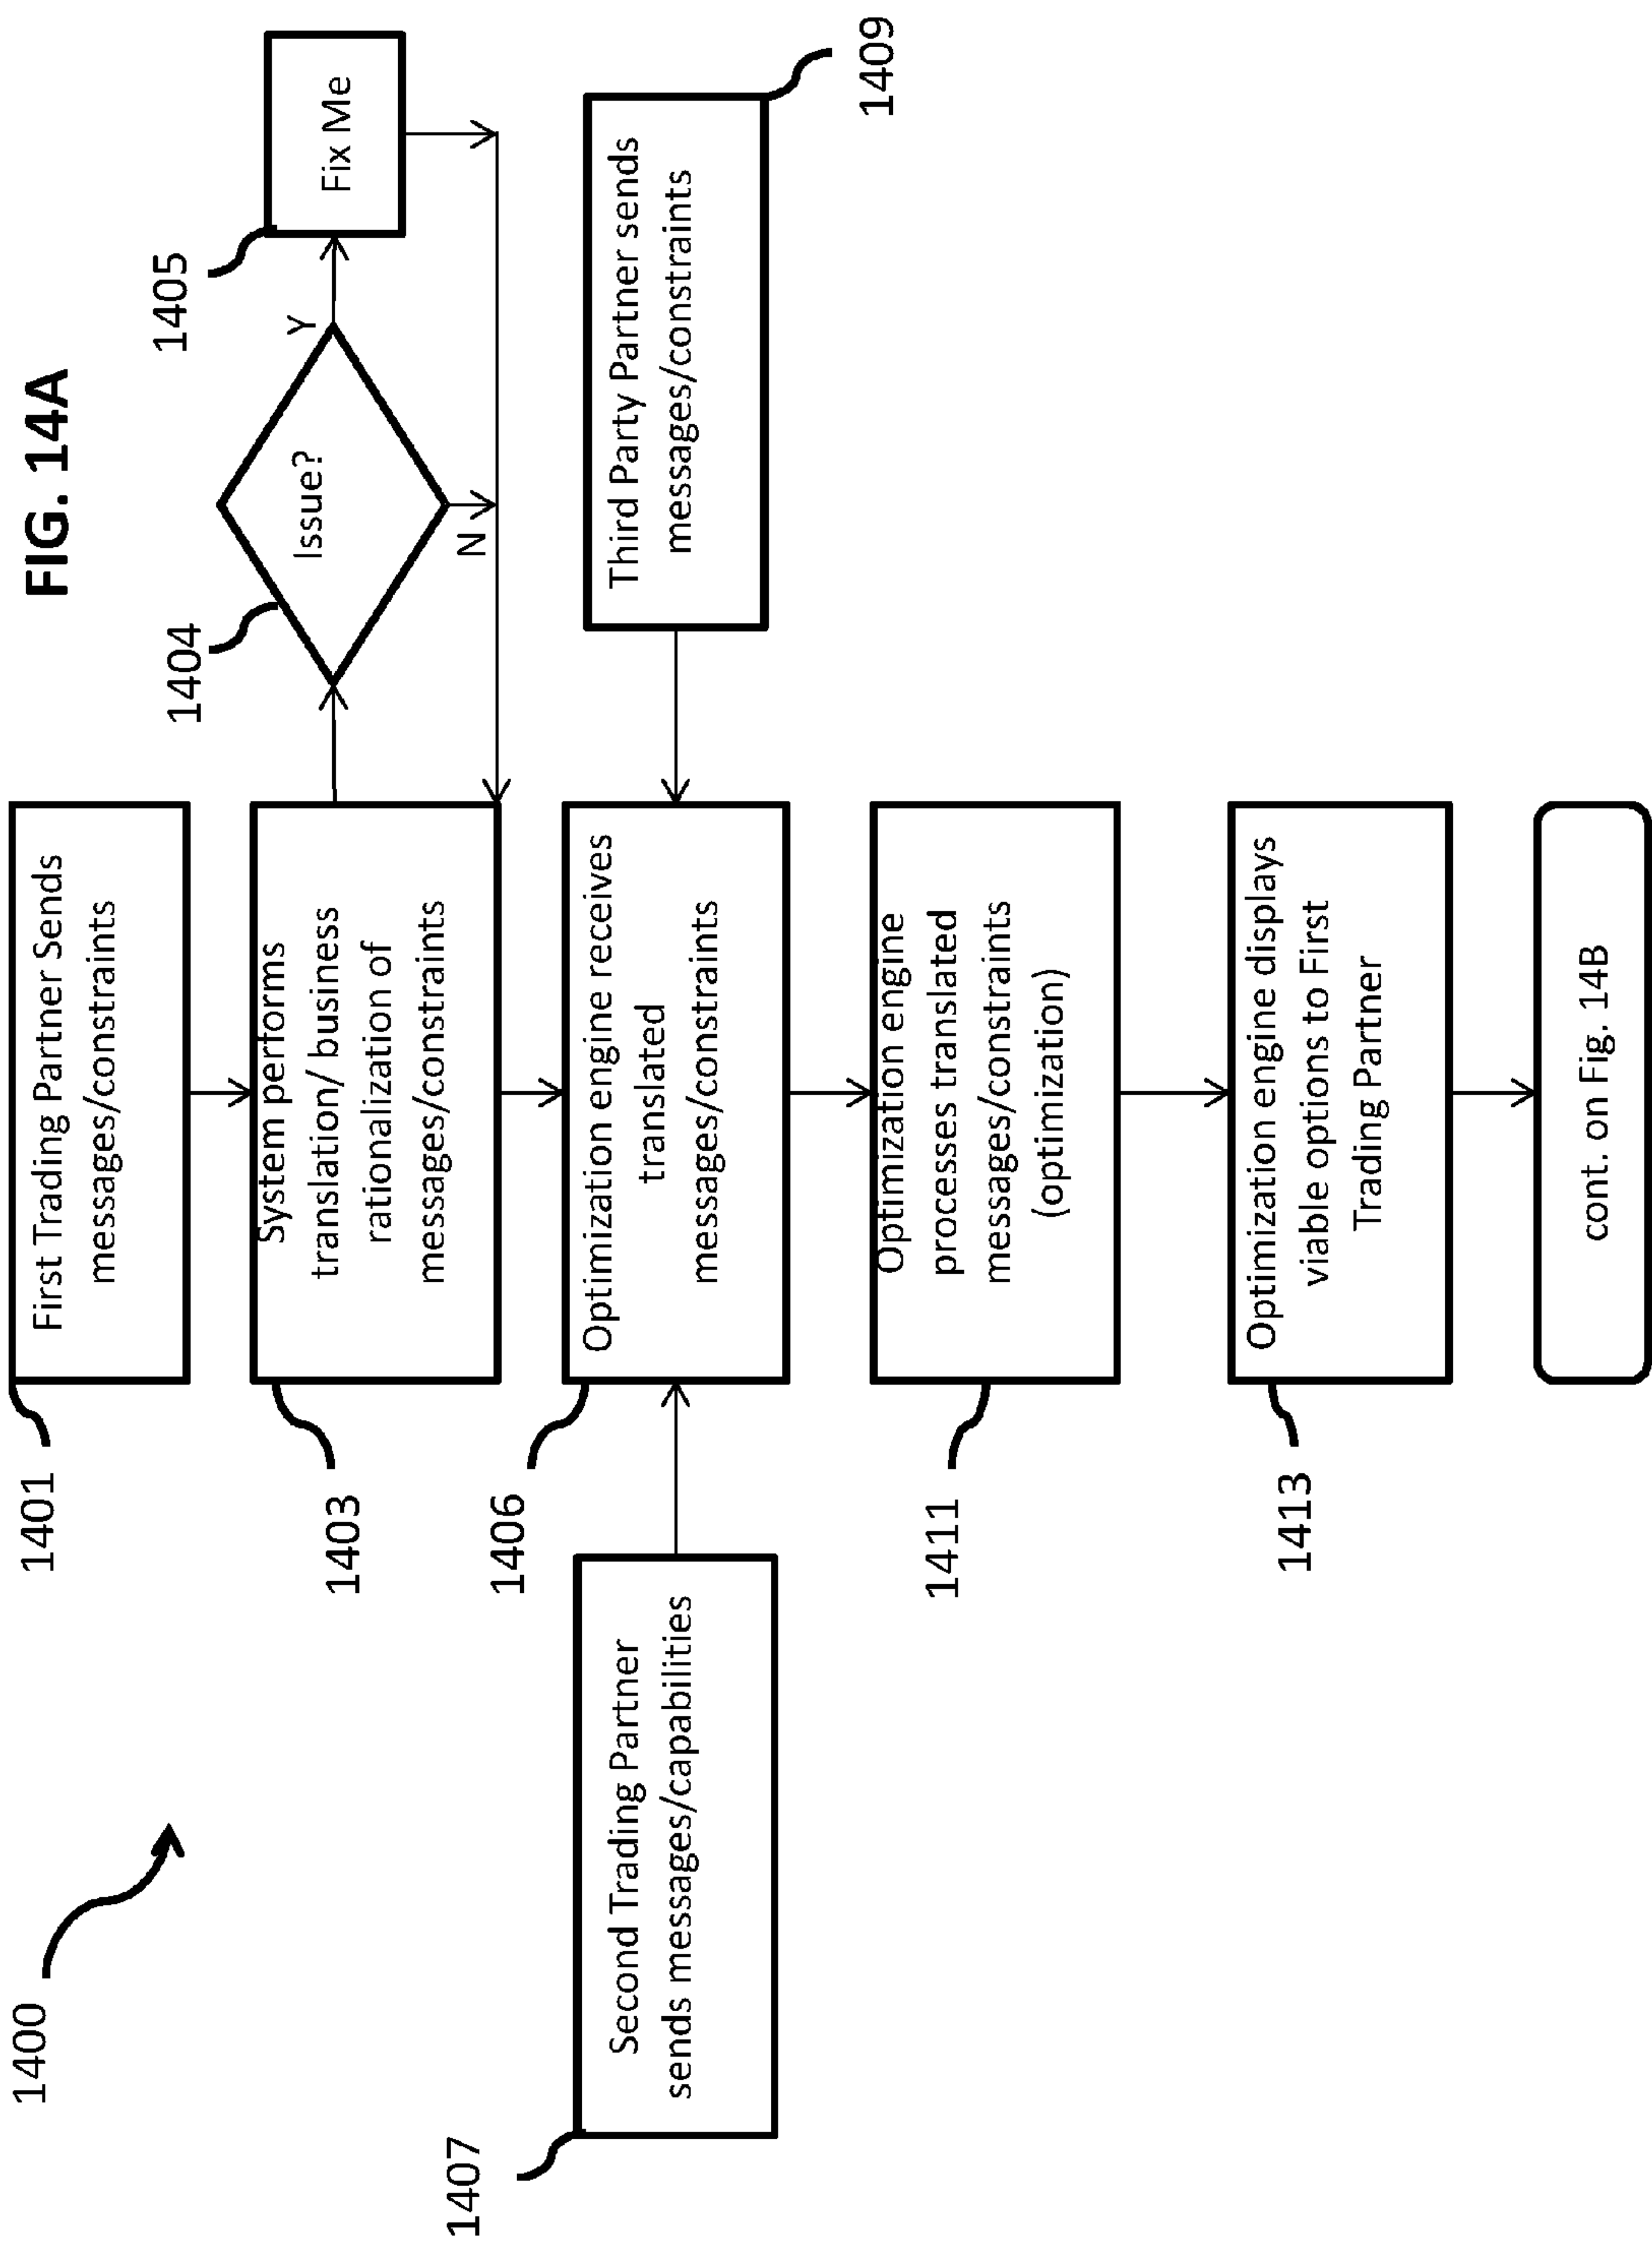 FIG. 14A
1400
1401
First Trading Partner Sends
messages/constraints
1403
System performs
translation/ business
rationalization of
messages/constraints
1404
Issue?
Y
N
1405
Fix Me
1406
Optimization engine receives
translated
messages/constraints
1407
Second Trading Partner
sends messages/capabilities
Third Party Partner sends
messages/constraints
1409
1411
Optimization engine
processes translated
messages/constraints
(optimization)
1413
Optimization engine displays
viable options to First
Trading Partner
cont. on Fig. 14B